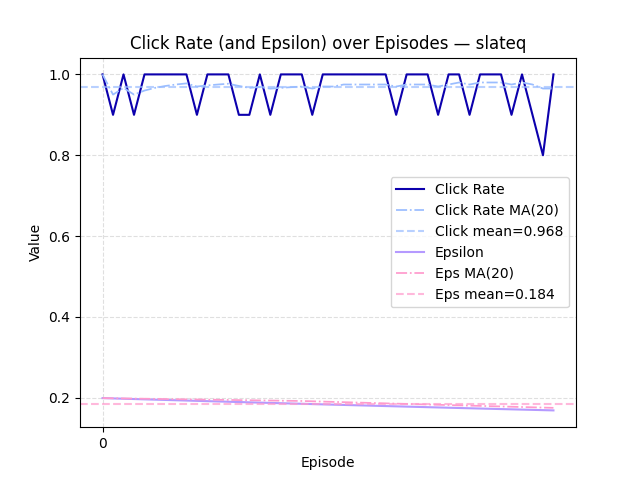 Click Rate (and Epsilon) over Episodes — slateq
Value
1.0
0.8
0.6
0.4
0.2
Click Rate
Click Rate MA(20)
Click mean=0.968
Epsilon
Eps MA(20)
Eps mean=0.184
0
Episode